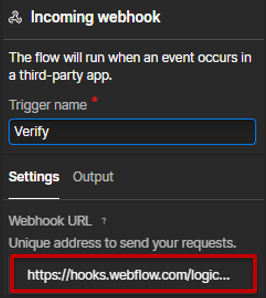 Incoming webhook
The flow will run when an event occurs in
a third-party app.
Trigger name
Verify
Settings Output
Webhook URL ?
Unique address to send your requests.
https://hooks.webflow.com/logic...